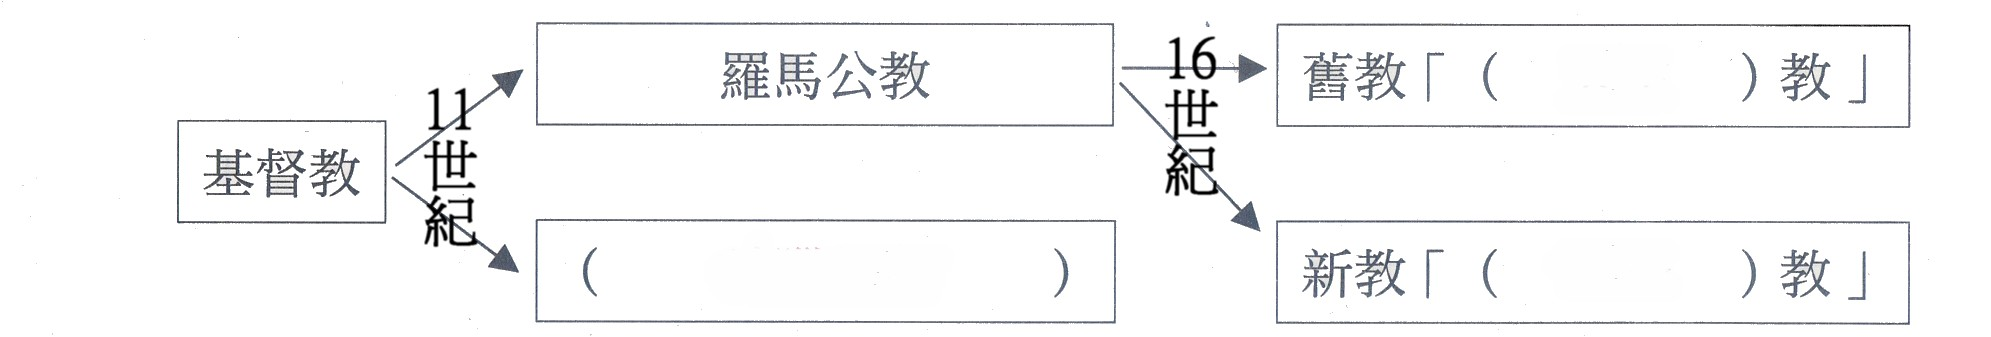 基督教
11世紀
羅馬公教
(　　　)
16世紀
舊教「(　　　)教」
新教「(　　　)教」